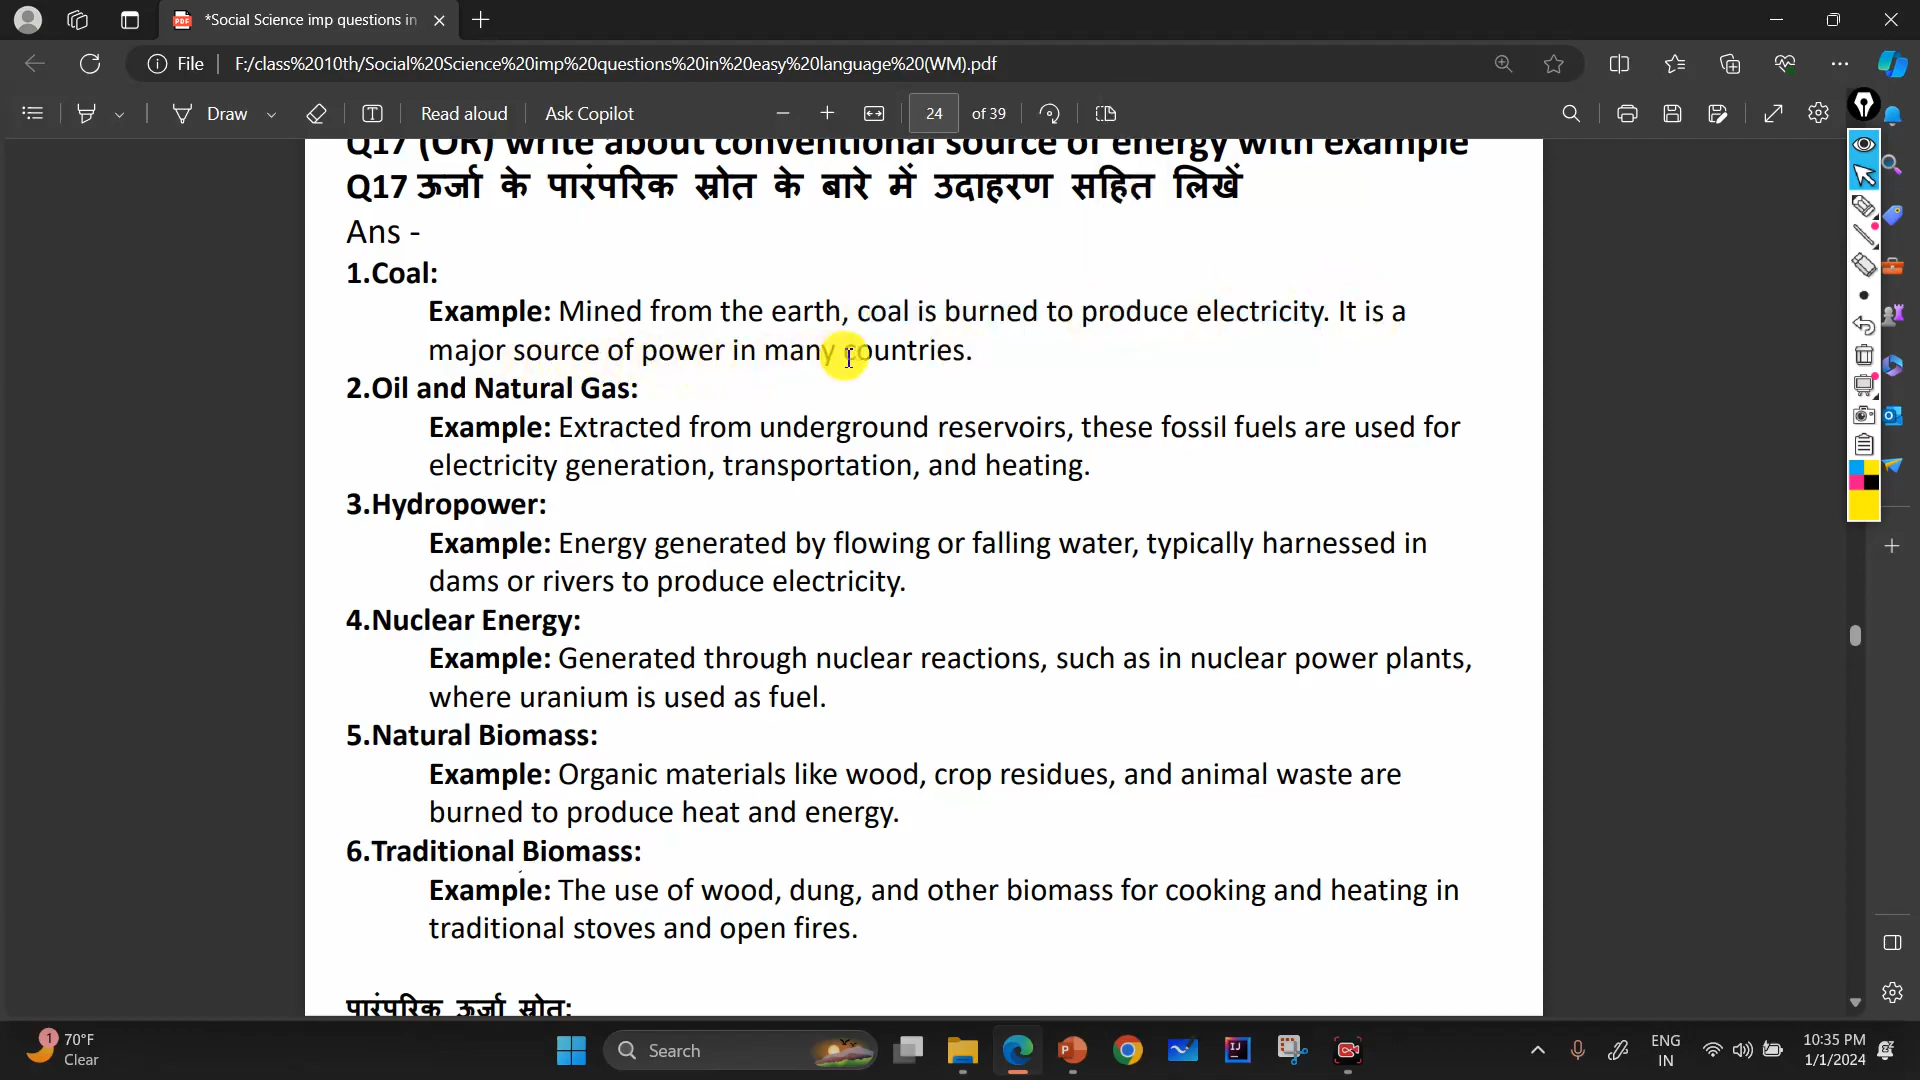 *Social Science imp questions in
File
F:/class%2010th/Social%20Science%20imp%20questions%20in%20easy%20language%20(WM).pdf
Draw
Read aloud
Ask Copilot
24
of 39
Q17 (OR) write about conventional source of energy with example
Q17 ऊर्जा के पारंपरिक स्रोत के बारे में उदाहरण सहित लिखें
Ans -
1.Coal:
Example: Mined from the earth, coal is burned to produce electricity. It is a
major source of power in many countries.
2.Oil and Natural Gas:
Example: Extracted from underground reservoirs, these fossil fuels are used for
electricity generation, transportation, and heating.
3.Hydropower:
Example: Energy generated by flowing or falling water, typically harnessed in
dams or rivers to produce electricity.
4.Nuclear Energy:
Example: Generated through nuclear reactions, such as in nuclear power plants,
where uranium is used as fuel.
5.Natural Biomass:
Example: Organic materials like wood, crop residues, and animal waste are
burned to produce heat and energy.
6.Traditional Biomass:
Example: The use of wood, dung, and other biomass for cooking and heating in
traditional stoves and open fires.
पारंपरिक ऊर्जा स्रोत:
1
70°F
Clear
Search
ENG
IN
10:35 PM
1/1/2024